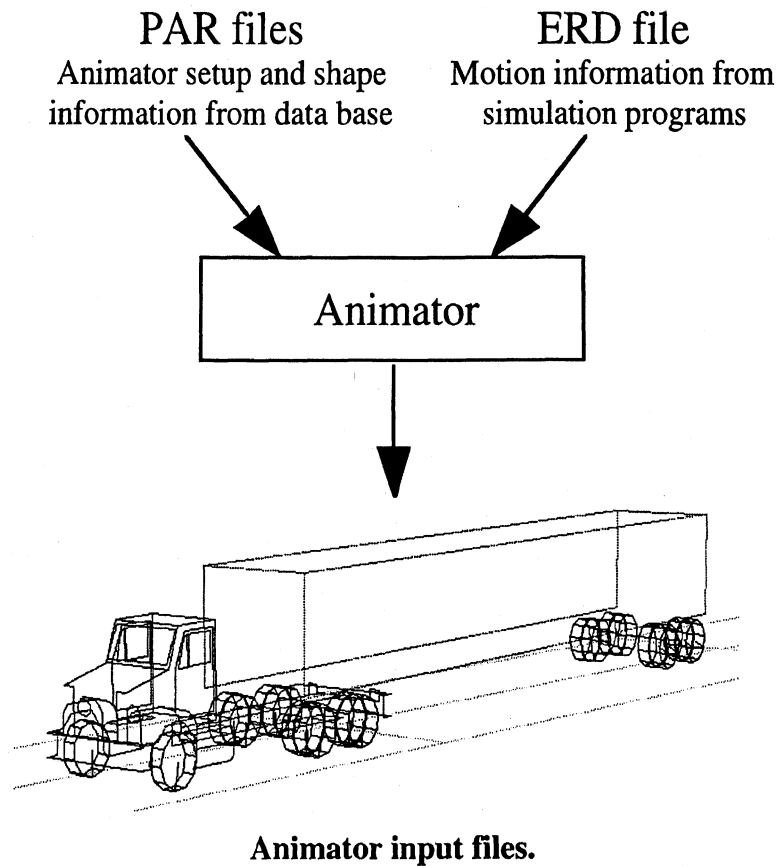 PAR files
Animator setup and shape
information from data base
ERD file
Motion information from
simulation programs
Animator
Animator input files.